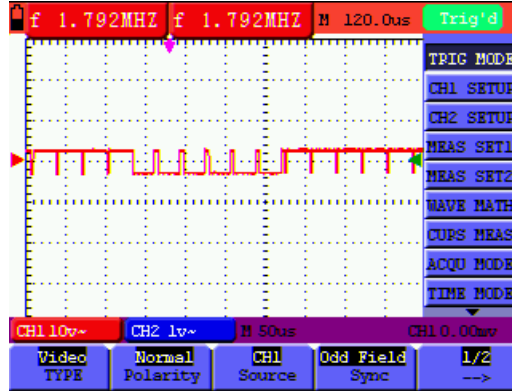 f 1.792MHZ f 1.792MHZ M 120.0us Trig'd
TRIG MODE
CH1 SETUP
CH2 SETUP
MEAS SET1
MEAS SET2
WAVE MATH
CURS MEAS
ACQU MODE
TIME MODE
CH1 10v~ CH2 1v~ M 50us CH1 0.00mv
Video Normal CH1 Odd Field 1/2
TYPE Polarity Source Sync -->